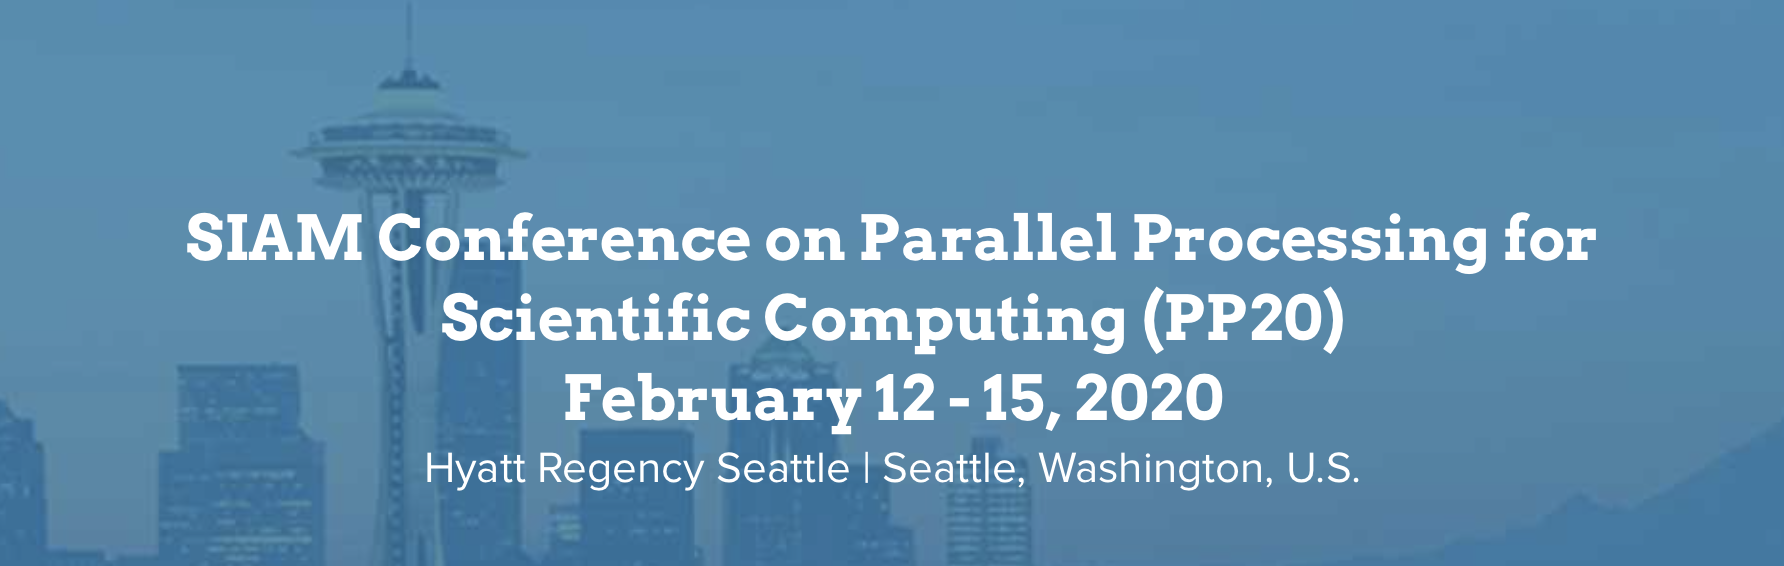 SIAM Conference on Parallel Processing for
Scientific Computing (PP20)
February 12 - 15, 2020
Hyatt Regency Seattle | Seattle, Washington, U.S.